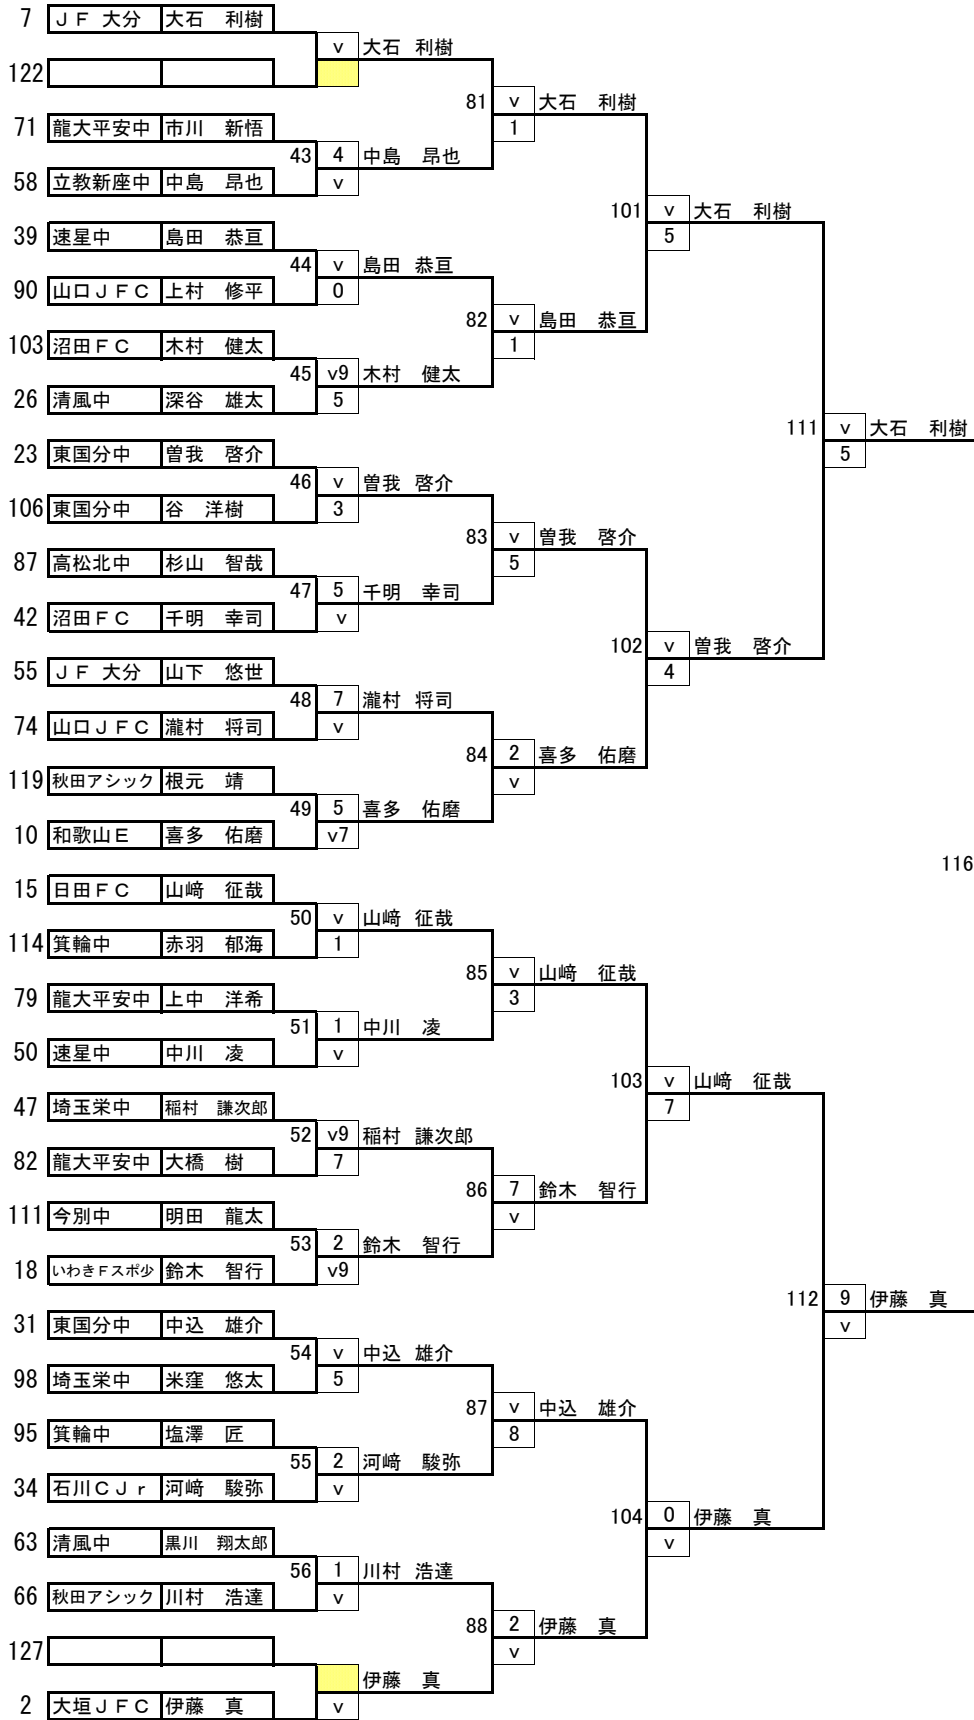 7 ＪＦ 大分 大石　利樹
v 大石 利樹
122
81 v 大石　利樹
1
71 龍大平安中 市川　新悟
43 4 中島　昂也
58 立教新座中 中島　昂也
v
101 v 大石　利樹
5
39 速星中 島田　恭亘
44 v 島田 恭亘
90 山口ＪＦＣ 上村　修平
0
82 v 島田　恭亘
1
103 沼田ＦＣ 木村　健太
45 v9 木村　健太
26 清風中 深谷　雄太
5
111 v 大石　利樹
5
23 東国分中 曽我　啓介
46 v 曽我 啓介
106 東国分中 谷　洋樹
3
83 v 曽我　啓介
5
87 高松北中 杉山　智哉
47 5 千明　幸司
42 沼田ＦＣ 千明　幸司
v
102 v 曽我　啓介
4
55 ＪＦ 大分 山下　悠世
48 7 瀧村 将司
74 山口ＪＦＣ 瀧村　将司
v
84 2 喜多　佑磨
v
119 秋田アシック 根元　靖
49 5 喜多　佑磨
10 和歌山Ｅ 喜多　佑磨
v7
116
15 日田ＦＣ 山﨑　征哉
50 v 山﨑 征哉
114 箕輪中 赤羽　郁海
1
85 v 山﨑　征哉
3
79 龍大平安中 上中　洋希
51 1 中川　凌
50 速星中 中川　凌
v
103 v 山﨑　征哉
7
47 埼玉栄中 稲村　謙次郎
52 v9 稲村 謙次郎
82 龍大平安中 大橋　樹
7
86 7 鈴木　智行
v
111 今別中 明田　龍太
53 2 鈴木　智行
18 いわきＦスポ少 鈴木　智行
v9
112 9 伊藤　真
v
31 東国分中 中込　雄介
54 v 中込 雄介
98 埼玉栄中 米窪　悠太
5
87 v 中込　雄介
8
95 箕輪中 塩澤　匠
55 2 河﨑　駿弥
34 石川ＣＪｒ 河﨑　駿弥
v
104 0 伊藤　真
v
63 清風中 黒川　翔太郎
56 1 川村 浩達
66 秋田アシック 川村　浩達
v
88 2 伊藤　真
v
127
伊藤　真
2 大垣ＪＦＣ 伊藤　真
v